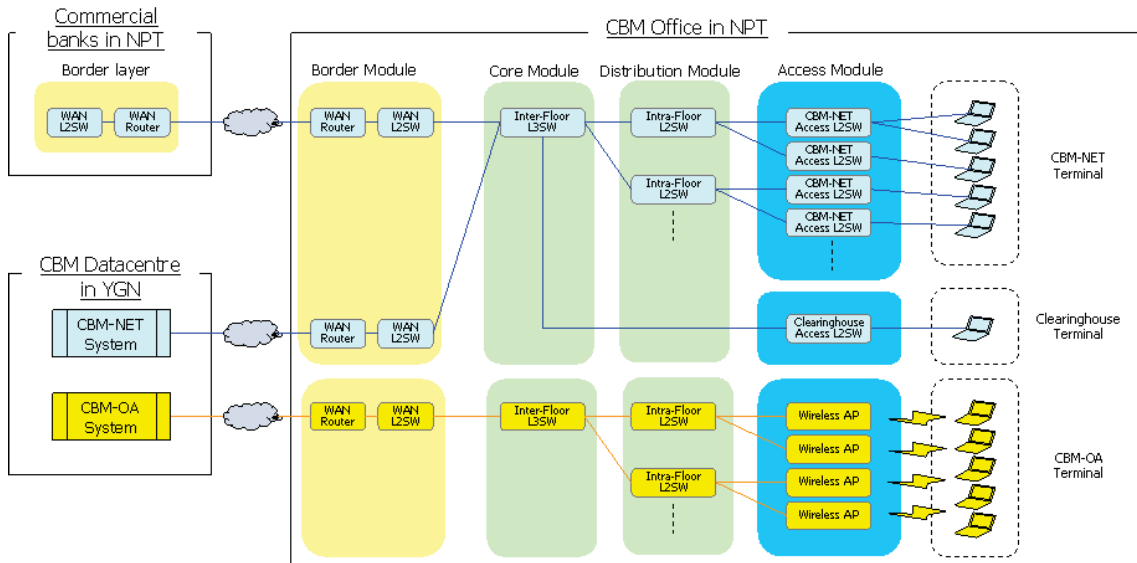 Commercial
banks in NPT
CBM Office in NPT
Border layer
Border Module
Core Module
Distribution Module
Access Module
WAN
L2SW
WAN
Router
WAN
Router
WAN
L2SW
Inter-Floor
L3SW
Intra-Floor
L2SW
CBM-NET
Access L2SW
CBM-NET
Access L2SW
Intra-Floor
L2SW
CBM-NET
Access L2SW
CBM-NET
Access L2SW
CBM-NET
Terminal
CBM Datacentre
in YGN
CBM-NET
System
WAN
Router
WAN
L2SW
Clearinghouse
Access L2SW
Clearinghouse
Terminal
CBM-OA
System
WAN
Router
WAN
L2SW
Inter-Floor
L3SW
Intra-Floor
L2SW
Wireless AP
Wireless AP
Intra-Floor
L2SW
Wireless AP
Wireless AP
CBM-OA
Terminal